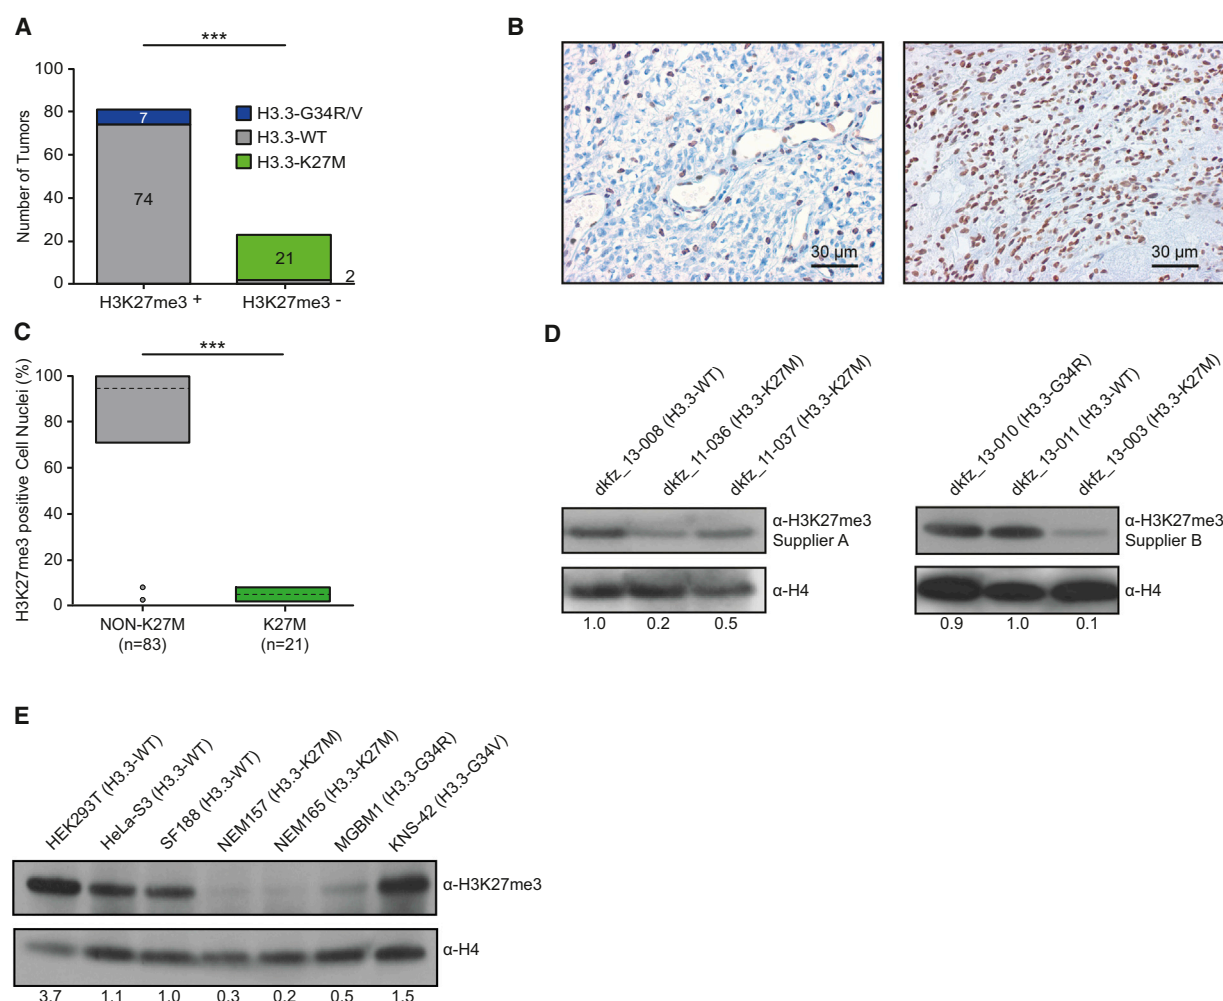 A
***
Number of Tumors
100
80
60
40
20
0
7
74
21
2
H3.3-G34R/V
H3.3-WT
H3.3-K27M
H3K27me3 +
H3K27me3 -
B
30 µm
30 µm
C
***
H3K27me3 positive Cell Nuclei (%)
100
80
60
40
20
0
NON-K27M
(n=83)
K27M
(n=21)
D
dkfz_13-008 (H3.3-WT)
dkfz_11-036 (H3.3-K27M)
dkfz_11-037 (H3.3-K27M)
α-H3K27me3
Supplier A
α-H4
1.0 0.2 0.5
dkfz_13-010 (H3.3-G34R)
dkfz_13-011 (H3.3-WT)
dkfz_13-003 (H3.3-K27M)
α-H3K27me3
Supplier B
α-H4
0.9 1.0 0.1
E
HEK293T (H3.3-WT)
HeLa-S3 (H3.3-WT)
SF188 (H3.3-WT)
NEM157 (H3.3-K27M)
NEM165 (H3.3-K27M)
MGBM1 (H3.3-G34R)
KNS-42 (H3.3-G34V)
α-H3K27me3
α-H4
3.7 1.1 1.0 0.3 0.2 0.5 1.5